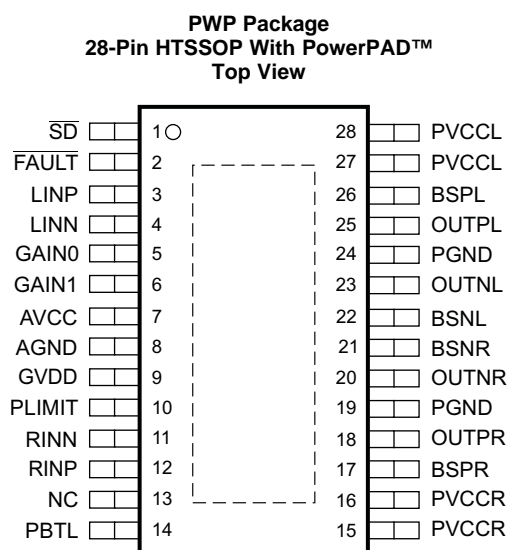 PWP Package
28-Pin HTSSOP With PowerPAD™
Top View
SD 1 28 PVCCL
FAULT 2 27 PVCCL
LINP 3 26 BSPL
LINN 4 25 OUTPL
GAIN0 5 24 PGND
GAIN1 6 23 OUTNL
AVCC 7 22 BSNL
AGND 8 21 BSNR
GVDD 9 20 OUTNR
PLIMIT 10 19 PGND
RINN 11 18 OUTPR
RINP 12 17 BSPR
NC 13 16 PVCCR
PBTL 14 15 PVCCR